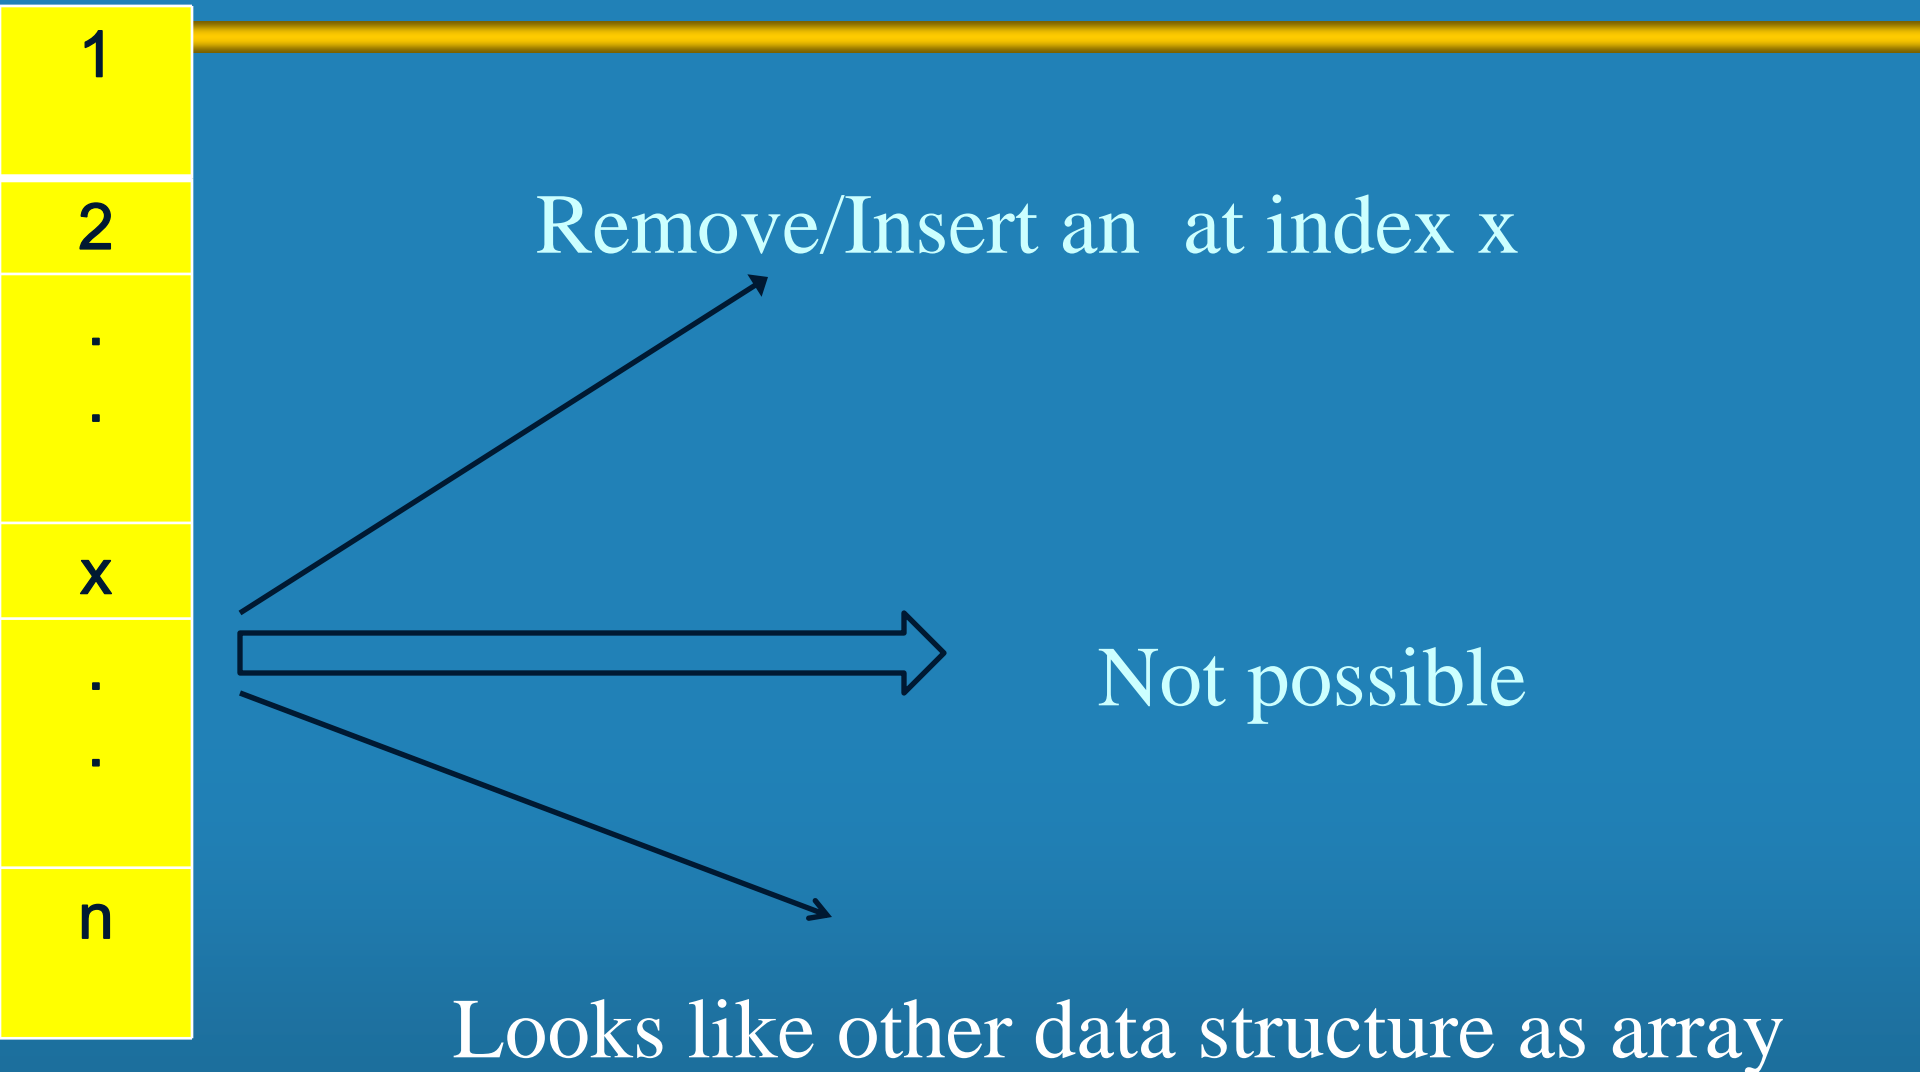 1
2
.
.
x
.
.
n
Remove/Insert an  at index x
Not possible
Looks like other data structure as array